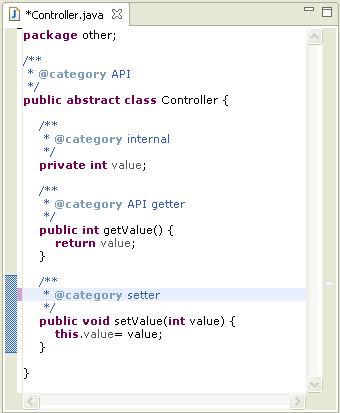 *Controller.java
package other;
/**
 * @category API
 */
public abstract class Controller {
    /**
     * @category internal
     */
    private int value;
    /**
     * @category API getter
     */
    public int getValue() {
        return value;
    }
    /**
     * @category setter
     */
    public void setValue(int value) {
        this.value= value;
    }
}